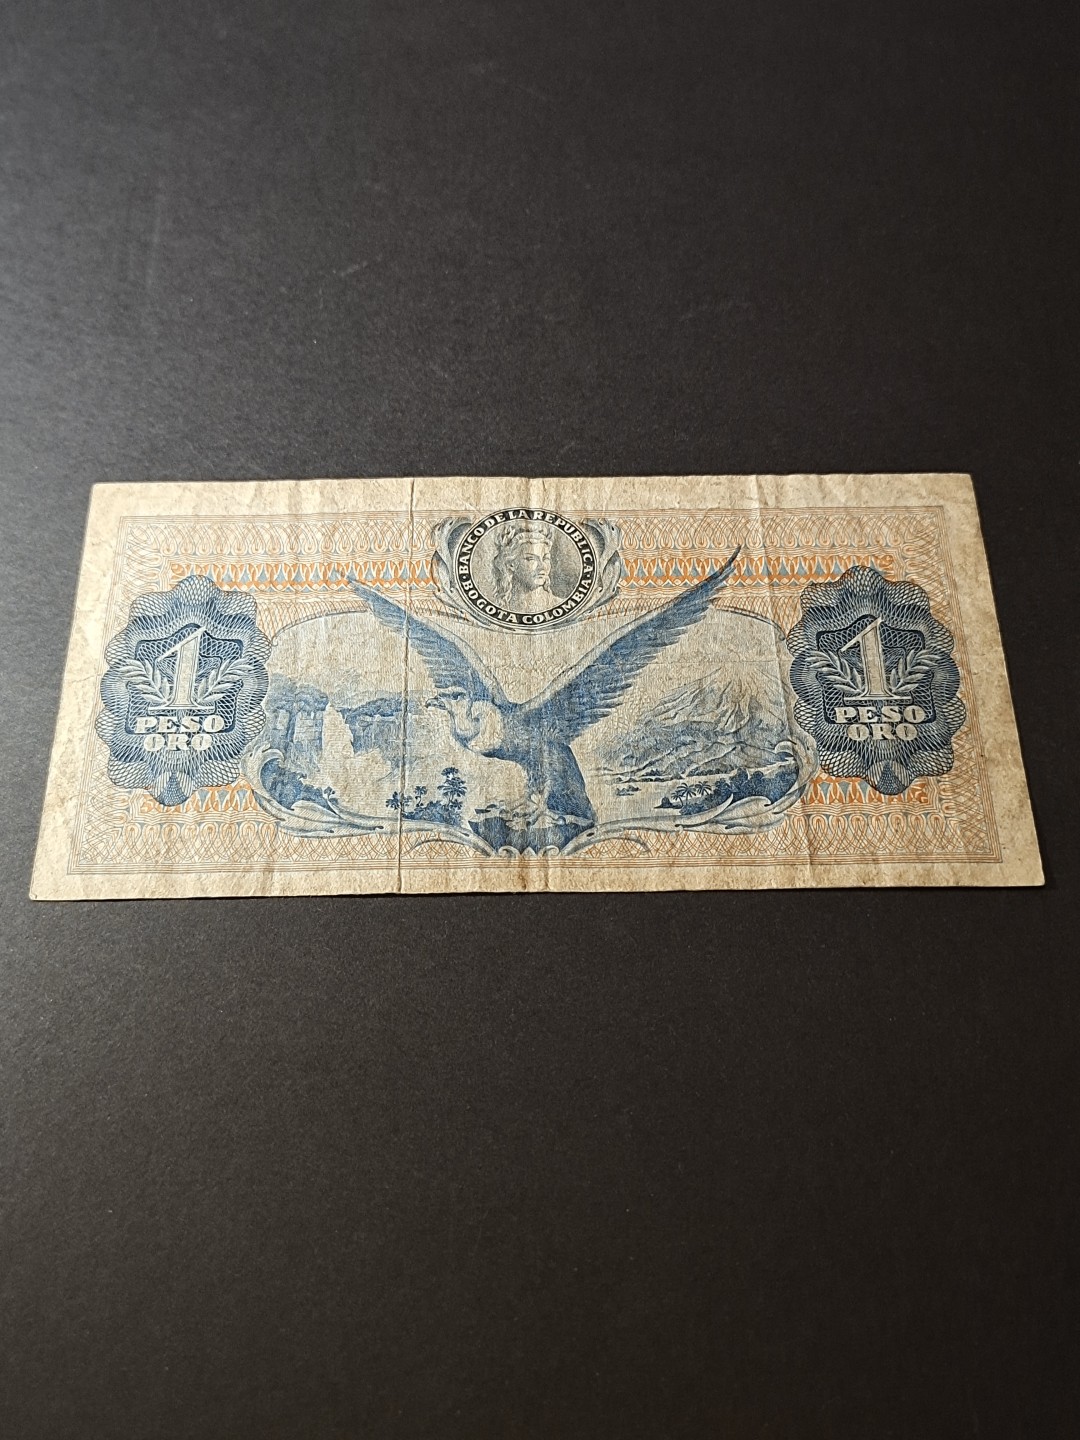 BANCO DE LA REPUBLICA
BOGOTA COLOMBIA
1
PESO
ORO
1
PESO
ORO